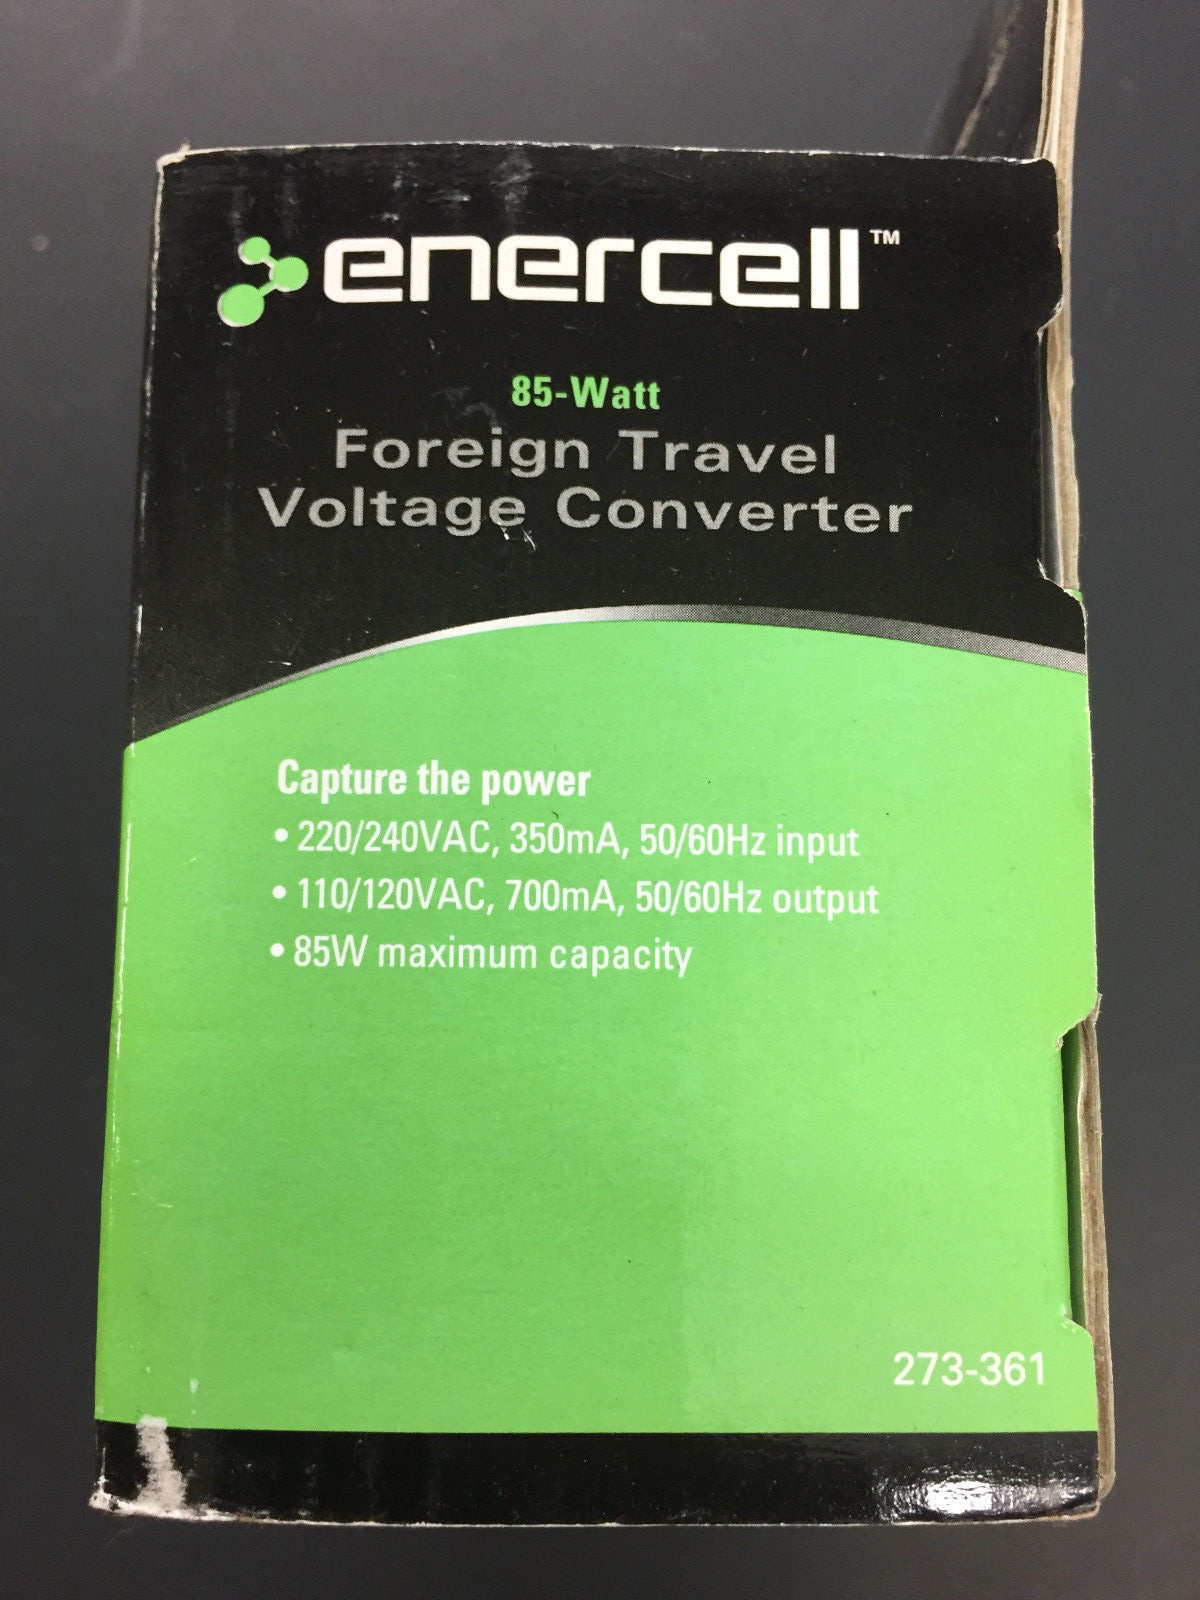 enercell™
85-Watt
Foreign Travel
Voltage Converter
Capture the power
• 220/240VAC, 350mA, 50/60Hz input
• 110/120VAC, 700mA, 50/60Hz output
• 85W maximum capacity
273-361